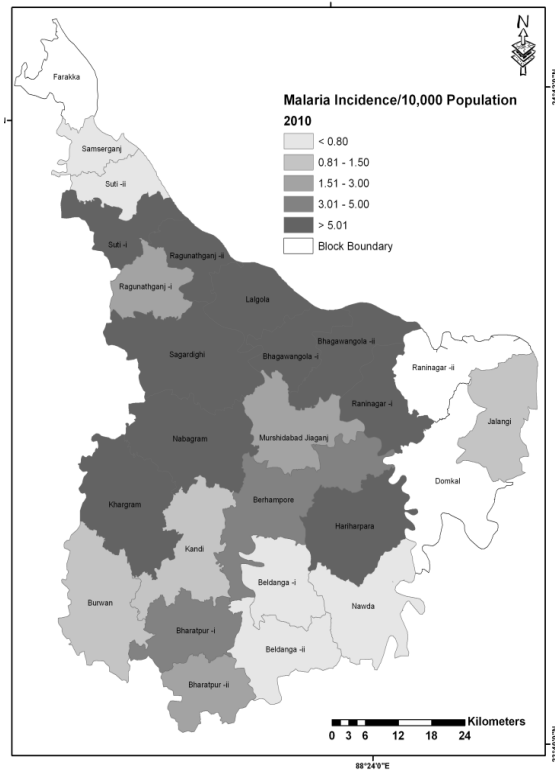 N
Farakka
Malaria Incidence/10,000 Population
2010
< 0.80
0.81 - 1.50
1.51 - 3.00
3.01 - 5.00
> 5.01
Block Boundary
Samserganj
Suti -ii
Suti -i
Ragunathganj -ii
Ragunathganj -i
Lalgola
Bhagawangola -ii
Sagardighi
Bhagawangola -i
Raninagar -ii
Raninagar -i
Jalangi
Nabagram
Murshidabad Jiaganj
Domkal
Khargram
Berhampore
Hariharpara
Kandi
Beldanga -i
Burwan
Nawda
Bharatpur -i
Beldanga -ii
Bharatpur -ii
Kilometers
0 3 6 12 18 24
88°24'0"E